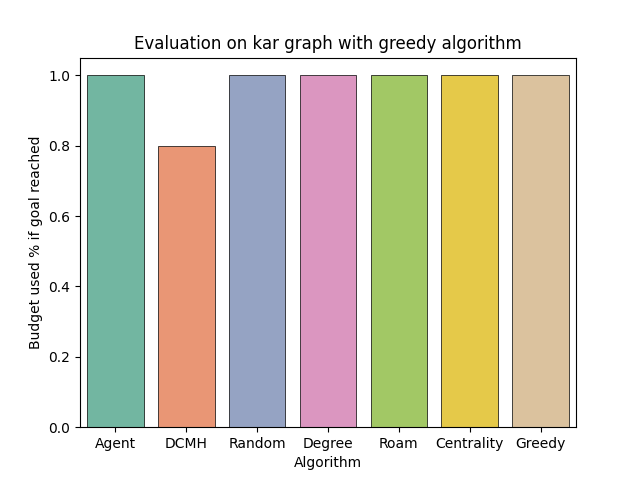 Evaluation on kar graph with greedy algorithm
Budget used % if goal reached
1.0
0.8
0.6
0.4
0.2
0.0
Agent DCMH Random Degree Roam Centrality Greedy
Algorithm